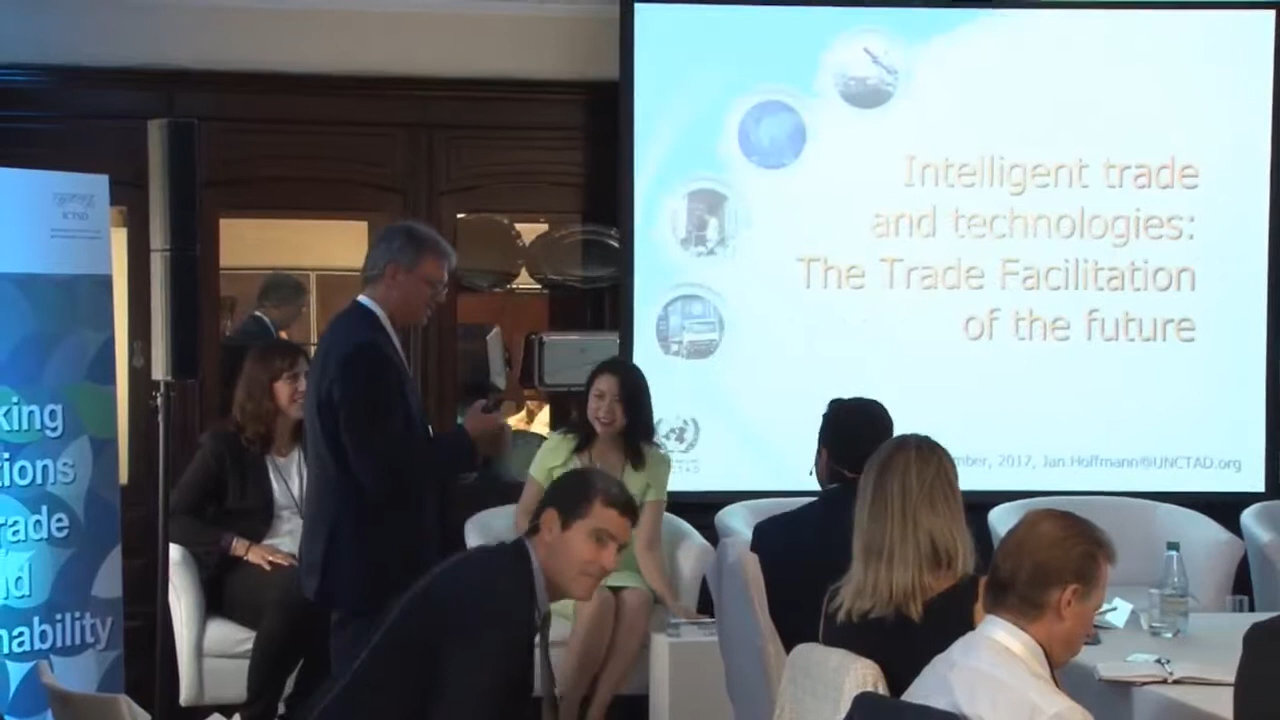 ICTSD
king
tions
rade
nd
nability
Intelligent trade
and technologies:
The Trade Facilitation
of the future
mber, 2017, Jan.Hoffmann@UNCTAD.org
CTAD